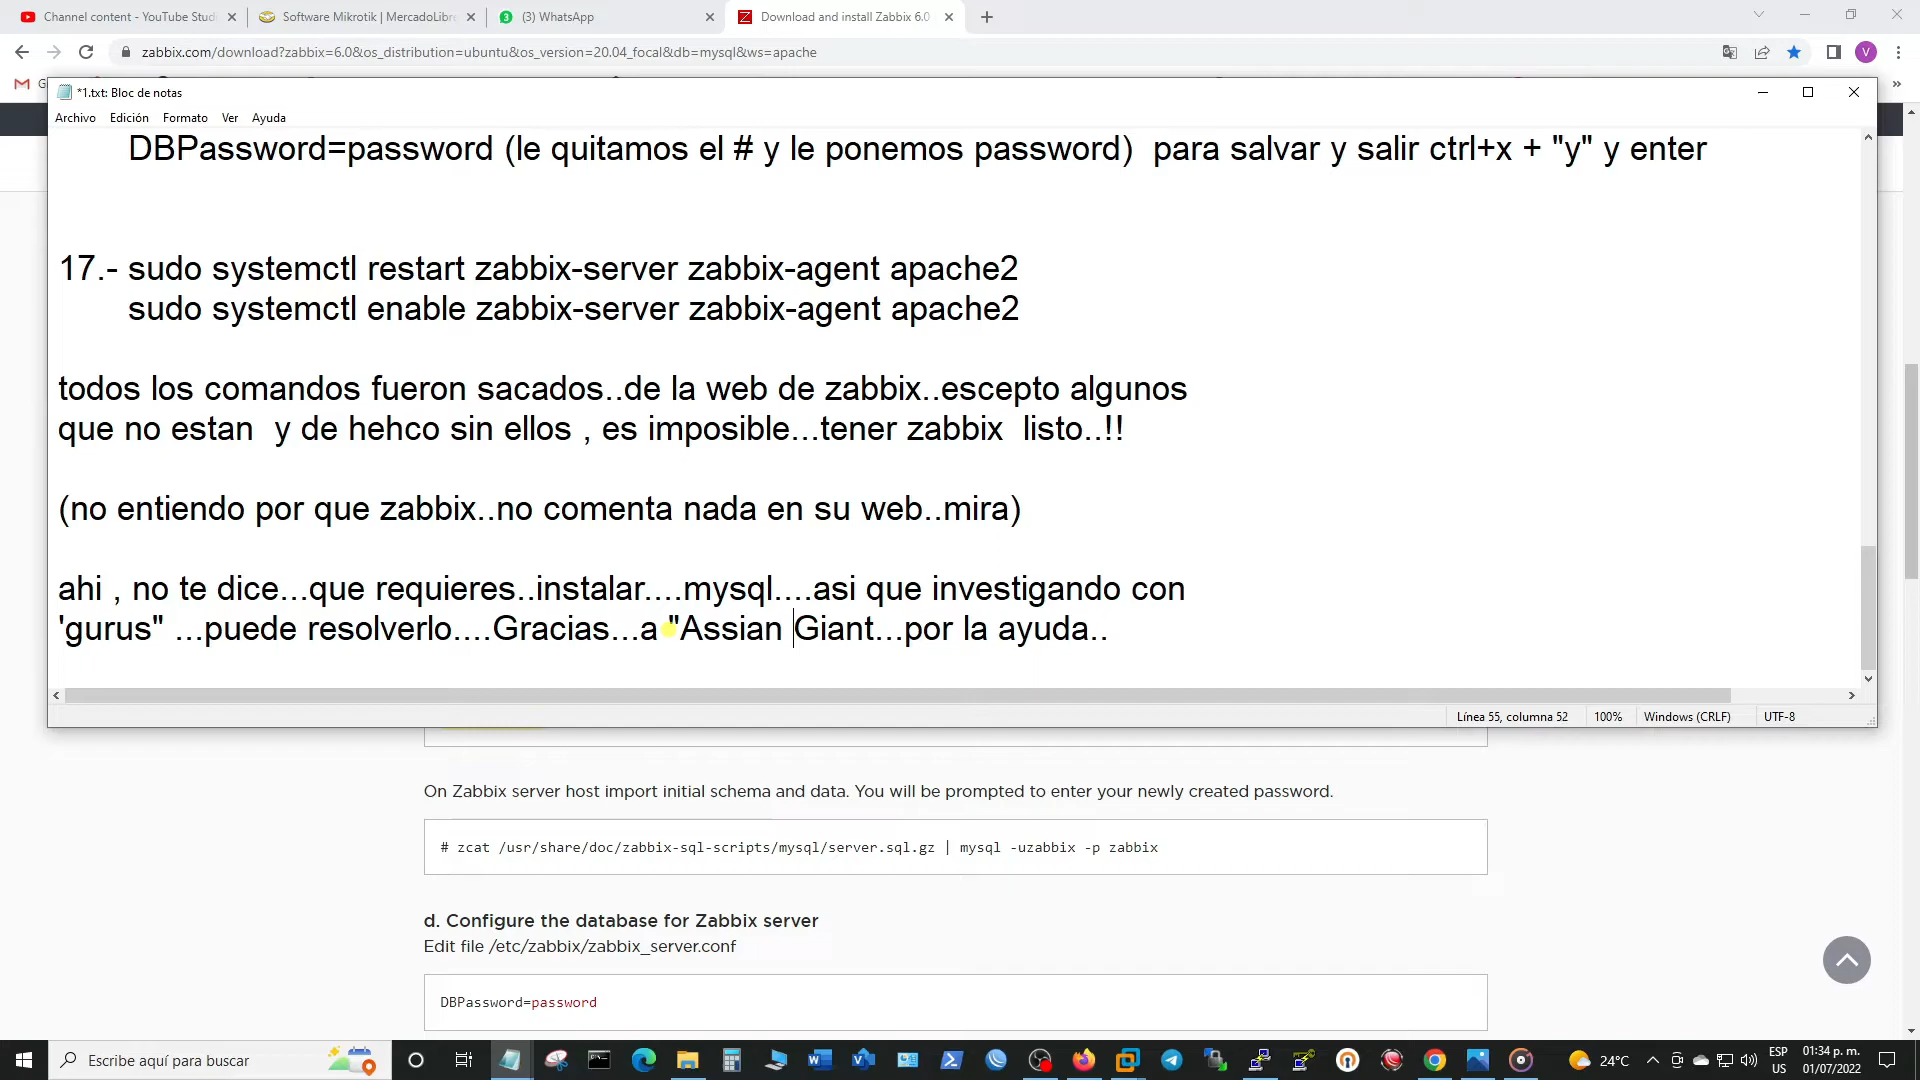 Channel content - YouTube Stud
Software Mikrotik | MercadoLibre
(3) WhatsApp
Download and install Zabbix 6.0
zabbix.com/download?zabbix=6.0&os_distribution=ubuntu&os_version=20.04_focal&db=mysql&ws=apache
V
G
*1.txt: Bloc de notas
Archivo Edición Formato Ver Ayuda
DBPassword=password (le quitamos el # y le ponemos password)  para salvar y salir ctrl+x + "y" y enter
17.- sudo systemctl restart zabbix-server zabbix-agent apache2
sudo systemctl enable zabbix-server zabbix-agent apache2
todos los comandos fueron sacados..de la web de zabbix..escepto algunos
que no estan  y de hehco sin ellos , es imposible...tener zabbix  listo..!!
(no entiendo por que zabbix..no comenta nada en su web..mira)
ahi , no te dice...que requieres..instalar....mysql....asi que investigando con
'gurus" ...puede resolverlo....Gracias...a "Assian Giant...por la ayuda..
Línea 55, columna 52 100% Windows (CRLF) UTF-8
On Zabbix server host import initial schema and data. You will be prompted to enter your newly created password.
# zcat /usr/share/doc/zabbix-sql-scripts/mysql/server.sql.gz | mysql -uzabbix -p zabbix
d. Configure the database for Zabbix server
Edit file /etc/zabbix/zabbix_server.conf
DBPassword=password
Escribe aquí para buscar
24°C
ESP
US
01:34 p. m.
01/07/2022